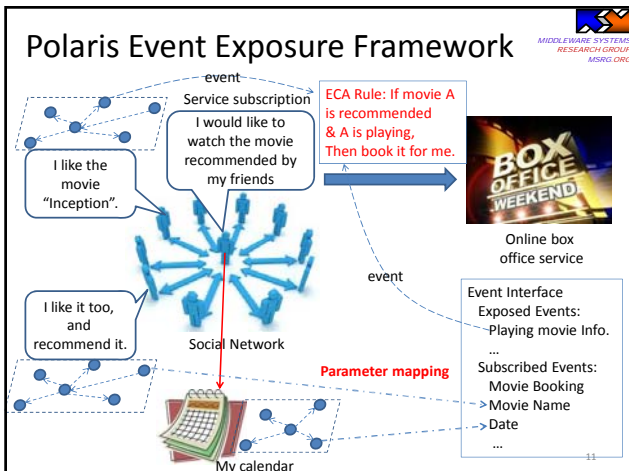 Polaris Event Exposure Framework
MIDDLEWARE SYSTEMS
RESEARCH GROUP
MSRG.ORG
event
Service subscription
I would like to
watch the movie
recommended by
my friends
ECA Rule: If movie A
is recommended
& A is playing,
Then book it for me.
I like the
movie
“Inception”.
BOX
OFFICE
WEEKEND
Online box
office service
event
I like it too,
and
recommend it.
Social Network
Event Interface
Exposed Events:
Playing movie Info.
…
Subscribed Events:
Movie Booking
Movie Name
Date
…
Parameter mapping
My calendar
11